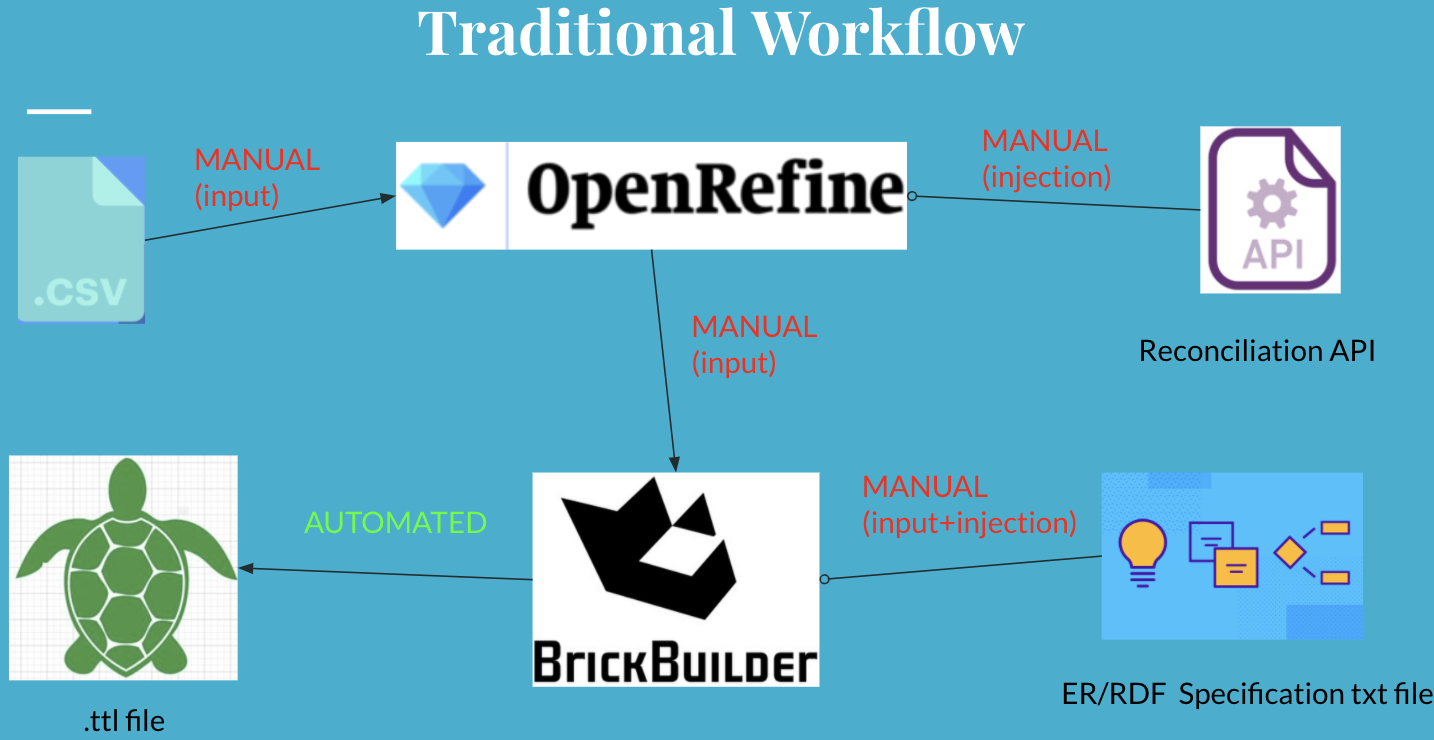 Traditional Workflow
MANUAL
(input)
MANUAL
(injection)
.csv
OpenRefine
API
Reconciliation API
MANUAL
(input)
AUTOMATED
MANUAL
(input+injection)
BRICKBUILDER
.ttl file
ER/RDF  Specification txt file